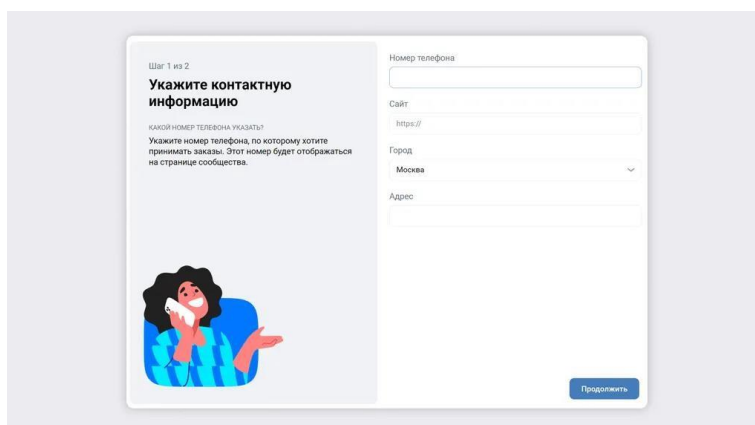 Шаг 1 из 2
Укажите контактную
информацию
КАКОЙ НОМЕР ТЕЛЕФОНА УКАЗАТЬ?
Укажите номер телефона, по которому хотите
принимать заказы. Этот номер будет отображаться
на странице сообщества.
Номер телефона
Сайт
https://
Город
Москва
Адрес
Продолжить